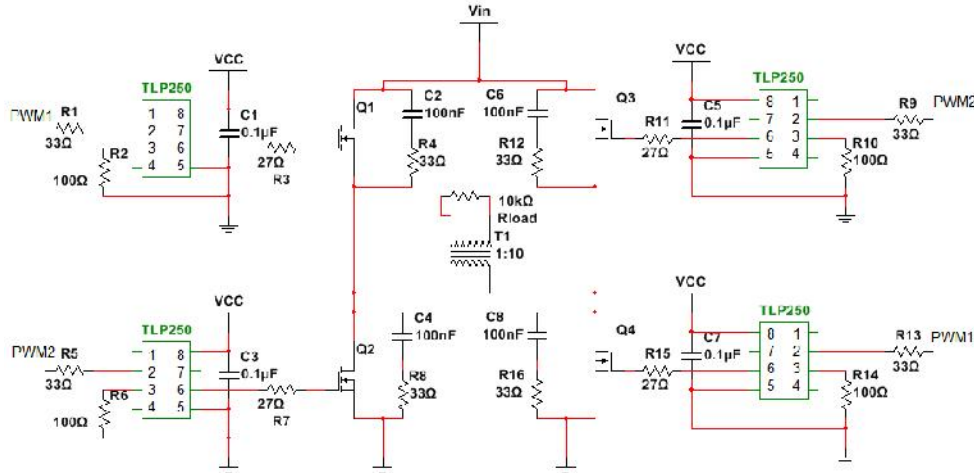 Vin
VCC
TLP250
PWM1
R1
33Ω
R2
100Ω
1 8
2 7
3 6
4 5
C1
0.1µF
27Ω
R3
Q1
C2
100nF
R4
33Ω
C6
100nF
R12
33Ω
Q3
R11
27Ω
VCC
C5
0.1µF
TLP250
8 1
7 2
6 3
5 4
R9
33Ω
PWM2
R10
100Ω
10kΩ
Rload
T1
1:10
VCC
TLP250
PWM2
R5
33Ω
R6
100Ω
1 8
2 7
3 6
4 5
C3
0.1µF
27Ω
R7
Q2
C4
100nF
R8
33Ω
C8
100nF
R16
33Ω
Q4
R15
27Ω
VCC
C7
0.1µF
TLP250
8 1
7 2
6 3
5 4
R13
33Ω
PWM1
R14
100Ω